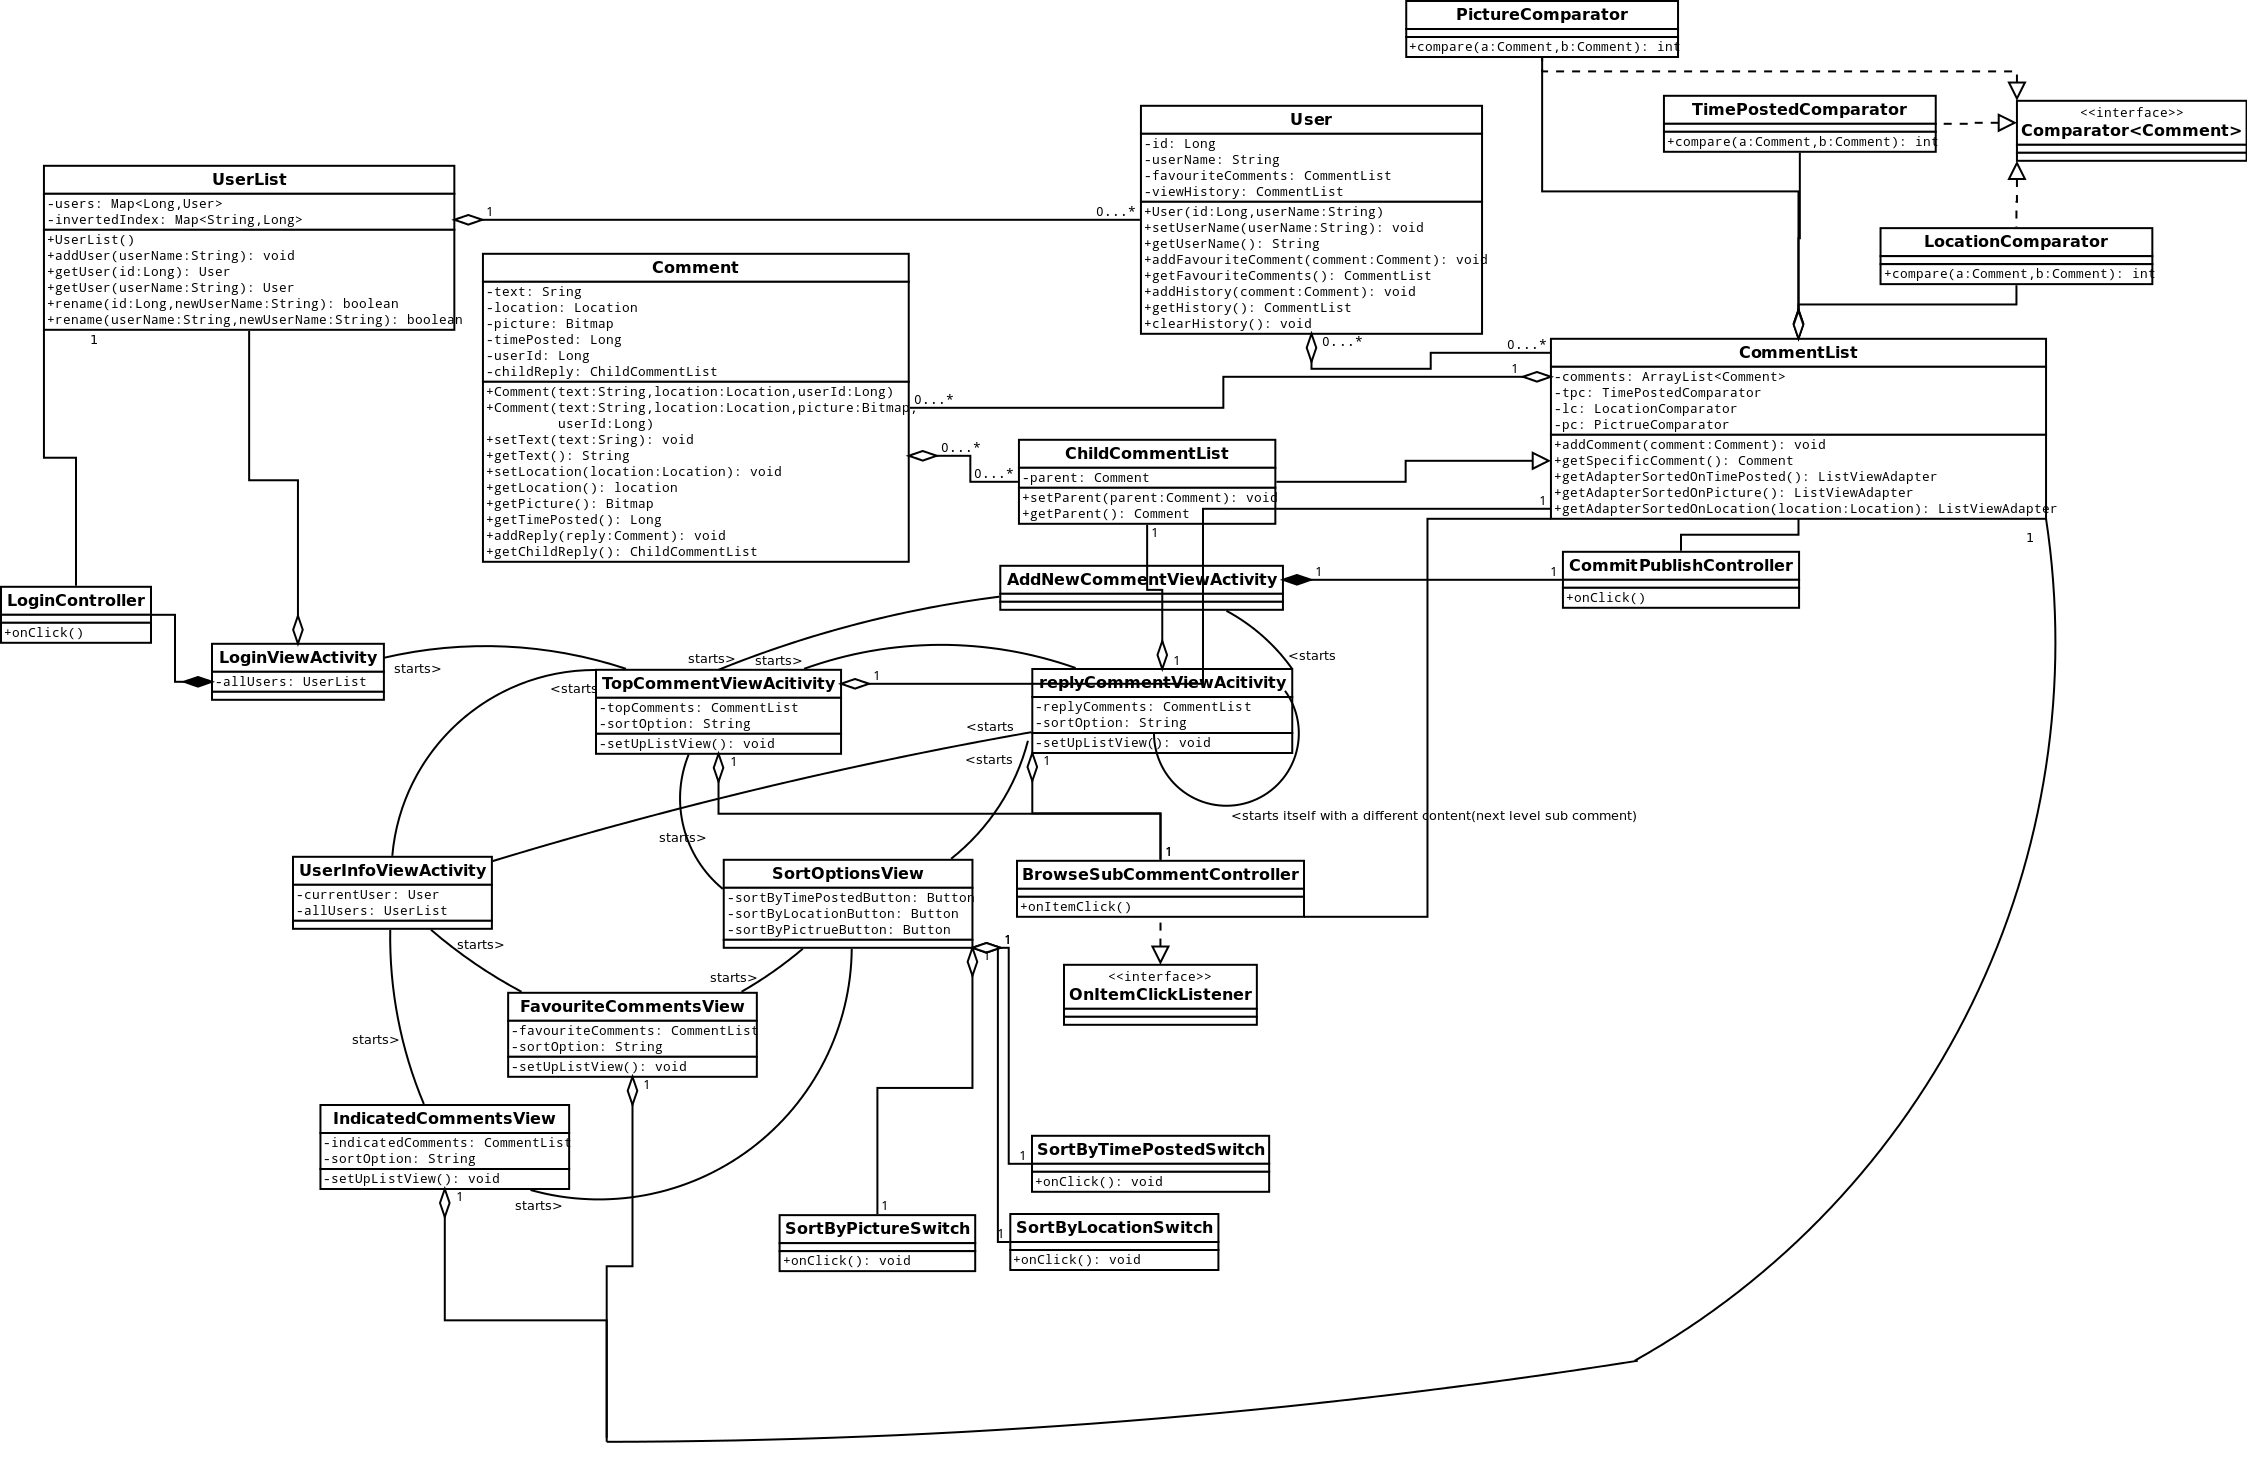 PictureComparator
+compare(a:Comment,b:Comment): int
TimePostedComparator
+compare(a:Comment,b:Comment): int
<<interface>>
Comparator<Comment>
LocationComparator
+compare(a:Comment,b:Comment): int
User
-id: Long
-userName: String
-favouriteComments: CommentList
-viewHistory: CommentList
+User(id:Long,userName:String)
+setUserName(userName:String): void
+getUserName(): String
+addFavouriteComment(comment:Comment): void
+getFavouriteComments(): CommentList
+addHistory(comment:Comment): void
+getHistory(): CommentList
+clearHistory(): void
UserList
-users: Map<Long,User>
-invertedIndex: Map<String,Long>
+UserList()
+addUser(userName:String): void
+getUser(id:Long): User
+getUser(userName:String): User
+rename(id:Long,newUserName:String): boolean
+rename(userName:String,newUserName:String): boolean
1
1
0...*
Comment
-text: Sring
-location: Location
-picture: Bitmap
-timePosted: Long
-userId: Long
-childReply: ChildCommentList
+Comment(text:String,location:Location,userId:Long)
+Comment(text:String,location:Location,picture:Bitmap,
userId:Long)
+setText(text:Sring): void
+getText(): String
+setLocation(location:Location): void
+getLocation(): location
+getPicture(): Bitmap
+getTimePosted(): Long
+addReply(reply:Comment): void
+getChildReply(): ChildCommentList
0...*
0...*
1
0...*
0...*
0...*
CommentList
-comments: ArrayList<Comment>
-tpc: TimePostedComparator
-lc: LocationComparator
-pc: PictrueComparator
+addComment(comment:Comment): void
+getSpecificComment(): Comment
+getAdapterSortedOnTimePosted(): ListViewAdapter
+getAdapterSortedOnPicture(): ListViewAdapter
+getAdapterSortedOnLocation(location:Location): ListViewAdapter
1
1
ChildCommentList
-parent: Comment
+setParent(parent:Comment): void
+getParent(): Comment
1
AddNewCommentViewActivity
1
1
CommitPublishController
+onClick()
LoginController
+onClick()
LoginViewActivity
-allUsers: UserList
starts>
starts>
starts>
<starts
<starts
TopCommentViewAcitivity
-topComments: CommentList
-sortOption: String
-setUpListView(): void
1
1
1
replyCommentViewAcitivity
-replyComments: CommentList
-sortOption: String
-setUpListView(): void
1
<starts
<starts
<starts itself with a different content(next level sub comment)
starts>
UserInfoViewActivity
-currentUser: User
-allUsers: UserList
SortOptionsView
-sortByTimePostedButton: Button
-sortByLocationButton: Button
-sortByPictrueButton: Button
1
BrowseSubCommentController
+onItemClick()
<<interface>>
OnItemClickListener
1
1
starts>
starts>
FavouriteCommentsView
-favouriteComments: CommentList
-sortOption: String
-setUpListView(): void
1
starts>
IndicatedCommentsView
-indicatedComments: CommentList
-sortOption: String
-setUpListView(): void
1
starts>
SortByTimePostedSwitch
+onClick(): void
1
SortByPictureSwitch
+onClick(): void
1
SortByLocationSwitch
+onClick(): void
1